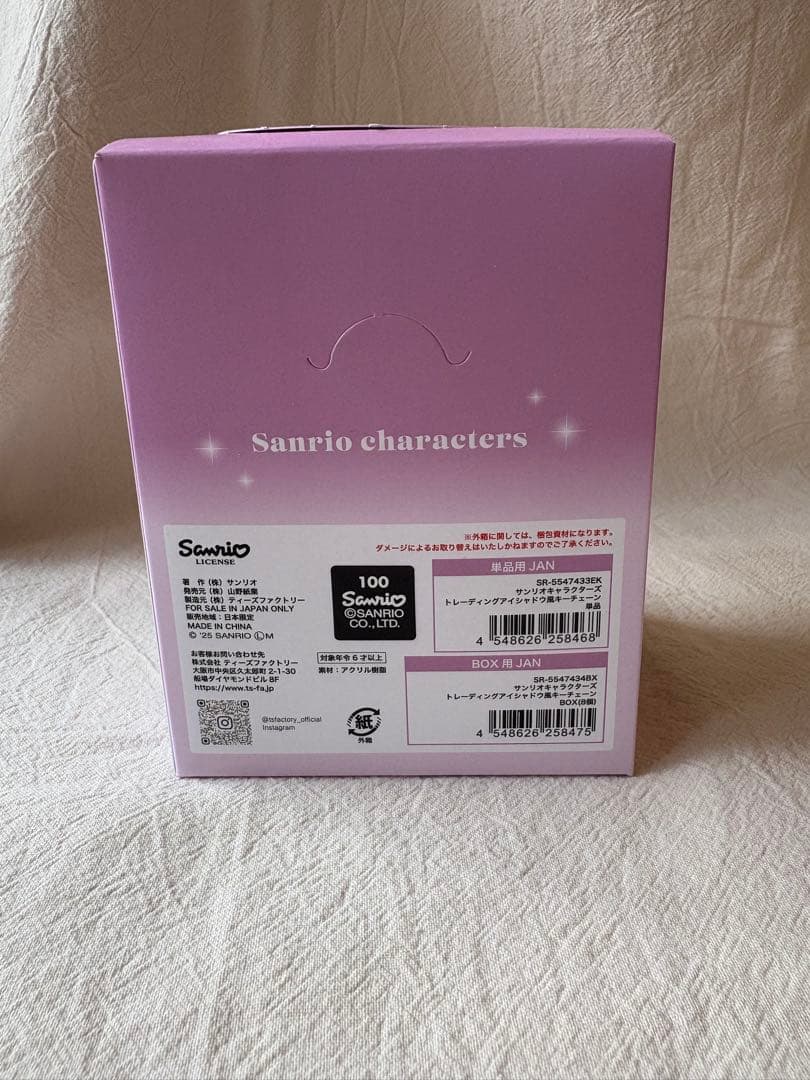 Sanrio characters
Sanrio
LICENSE
著 作 (株) サンリオ
発売元 (株) 山野紙業
製造元 (株) ティーズファクトリー
FOR SALE IN JAPAN ONLY
販売地域：日本限定
MADE IN CHINA
© '25 SANRIO Ⓛ M
お客様お問い合わせ先
株式会社 ティーズファクトリー
大阪市中央区久太郎町 2-1-30
船場ダイヤモンドビル 8F
https://www.ts-fa.jp
@tsfactory_official
Instagram
100
Sanrio
©SANRIO
CO.,LTD.
対象年令 6 才以上
素材：アクリル樹脂
紙
外箱
※外箱に関しては、梱包資材になります。
ダメージによるお取り替えはいたしかねますのでご了承ください。
単品用 JAN
SR-5547433EK
サンリオキャラクターズ
トレーディングアイシャドウ風キーチェーン
単品
4 548626 258468
BOX 用 JAN
SR-5547434BX
サンリオキャラクターズ
トレーディングアイシャドウ風キーチェーン
BOX(8個)
4 548626 258475